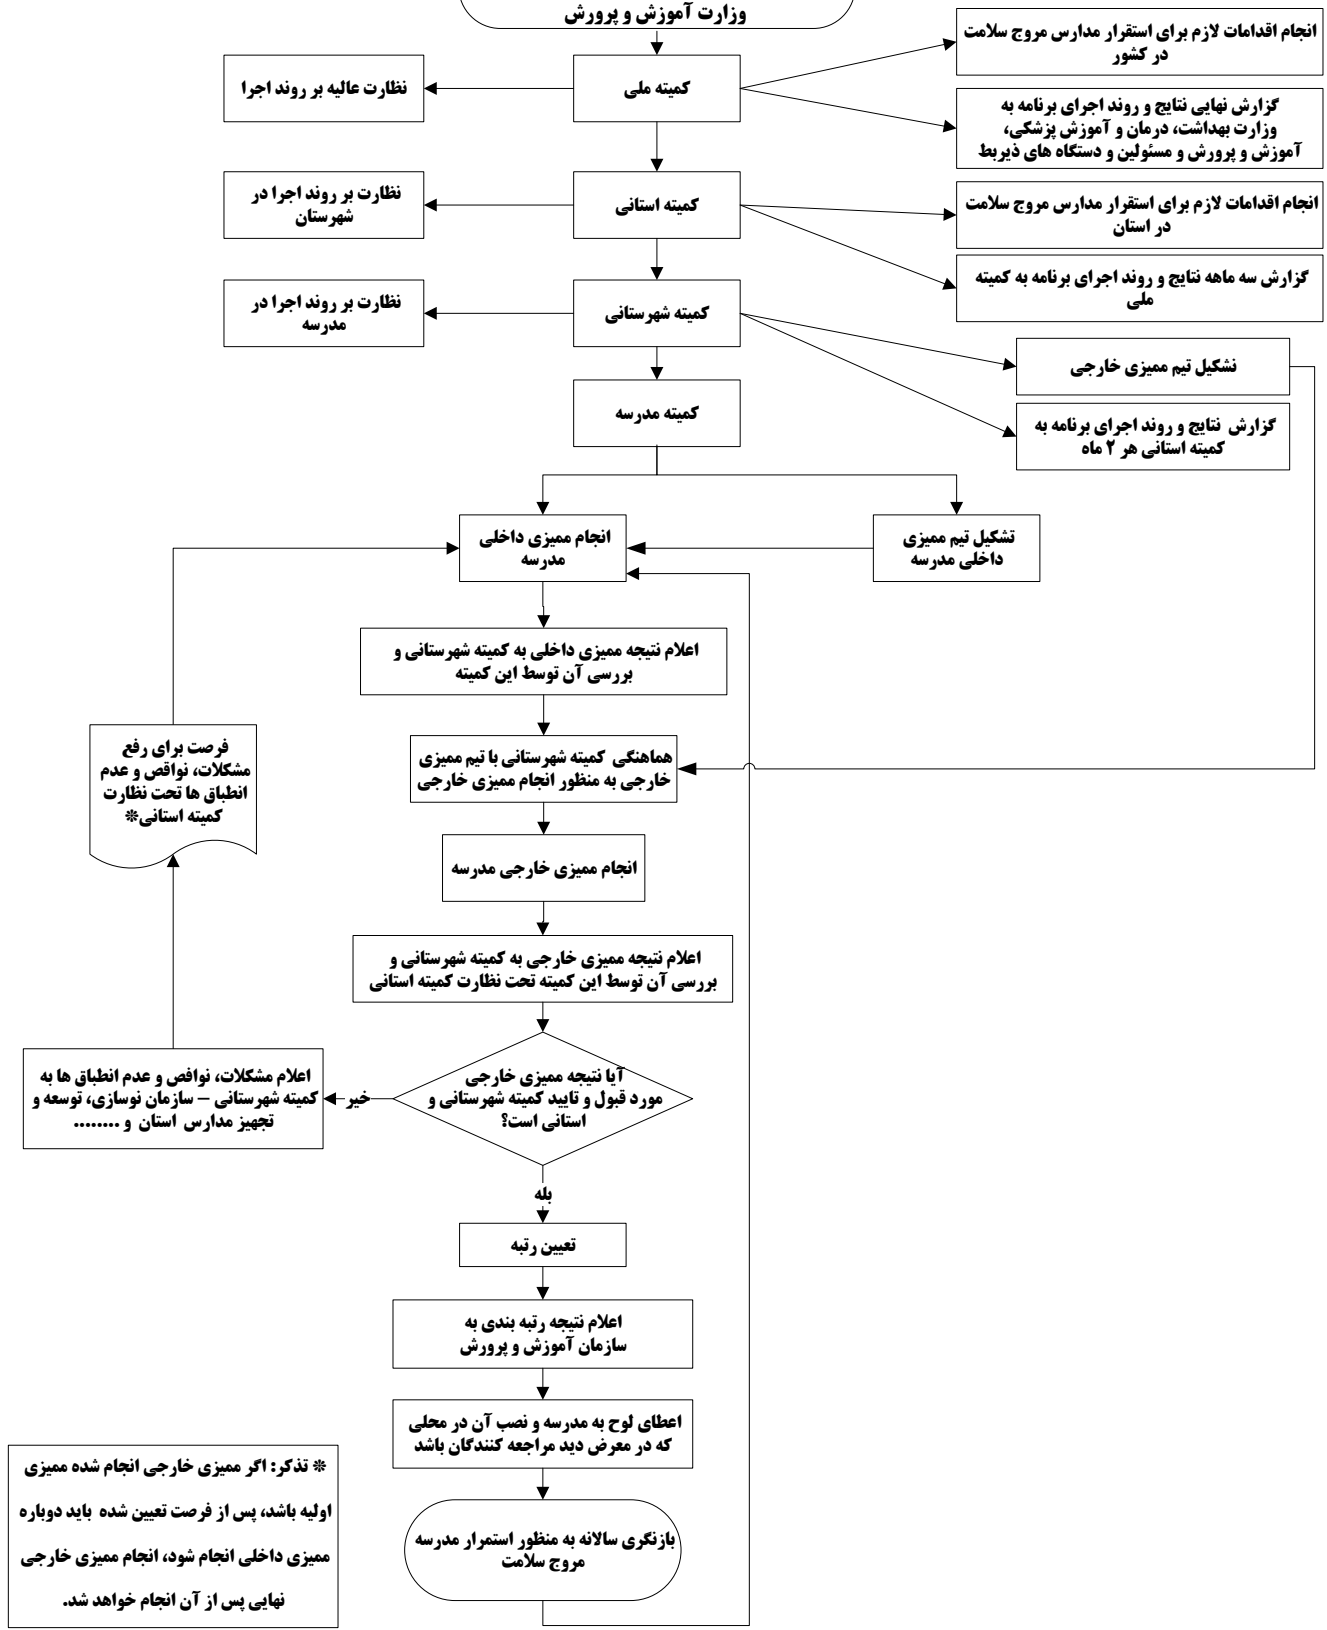 وزارت آموزش و پرورش
انجام اقدامات لازم برای استقرار مدارس مروج سلامت
در کشور
کمیته ملی
نظارت عالیه بر روند اجرا
گزارش نهایی نتایج و روند اجرای برنامه به
وزارت بهداشت، درمان و آموزش پزشکی،
آموزش و پرورش و مسئولین و دستگاه های ذیربط
کمیته استانی
نظارت بر روند اجرا در
شهرستان
انجام اقدامات لازم برای استقرار مدارس مروج سلامت
در استان
گزارش سه ماهه نتایج و روند اجرای برنامه به کمیته
ملی
کمیته شهرستانی
نظارت بر روند اجرا در
مدرسه
تشکیل تیم ممیزی خارجی
کمیته مدرسه
گزارش نتایج و روند اجرای برنامه به
کمیته استانی هر ۲ ماه
تشکیل تیم ممیزی
داخلی مدرسه
انجام ممیزی داخلی
مدرسه
اعلام نتیجه ممیزی داخلی به کمیته شهرستانی و
بررسی آن توسط این کمیته
هماهنگی کمیته شهرستانی با تیم ممیزی
خارجی به منظور انجام ممیزی خارجی
فرصت برای رفع
مشکلات، نواقص و عدم
انطباق ها تحت نظارت
کمیته استانی*
انجام ممیزی خارجی مدرسه
اعلام نتیجه ممیزی خارجی به کمیته شهرستانی و
بررسی آن توسط این کمیته تحت نظارت کمیته استانی
آیا نتیجه ممیزی خارجی
مورد قبول و تایید کمیته شهرستانی و
استانی است؟
خیر
اعلام مشکلات، نواقص و عدم انطباق ها به
کمیته شهرستانی – سازمان نوسازی، توسعه و
تجهیز مدارس استان و ........
بله
تعیین رتبه
اعلام نتیجه رتبه بندی به
سازمان آموزش و پرورش
اعطای لوح به مدرسه و نصب آن در محلی
که در معرض دید مراجعه کنندگان باشد
بازنگری سالانه به منظور استمرار مدرسه
مروج سلامت
* تذکر: اگر ممیزی خارجی انجام شده ممیزی
اولیه باشد، پس از فرصت تعیین شده باید دوباره
ممیزی داخلی انجام شود، انجام ممیزی خارجی
نهایی پس از آن انجام خواهد شد.